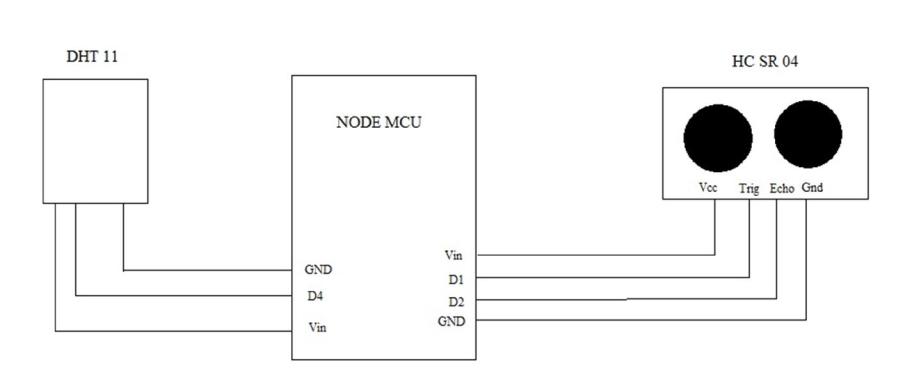 DHT 11
HC SR 04
NODE MCU
Vcc Trig Echo Gnd
Vin
GND
D1
D4
D2
GND
Vin